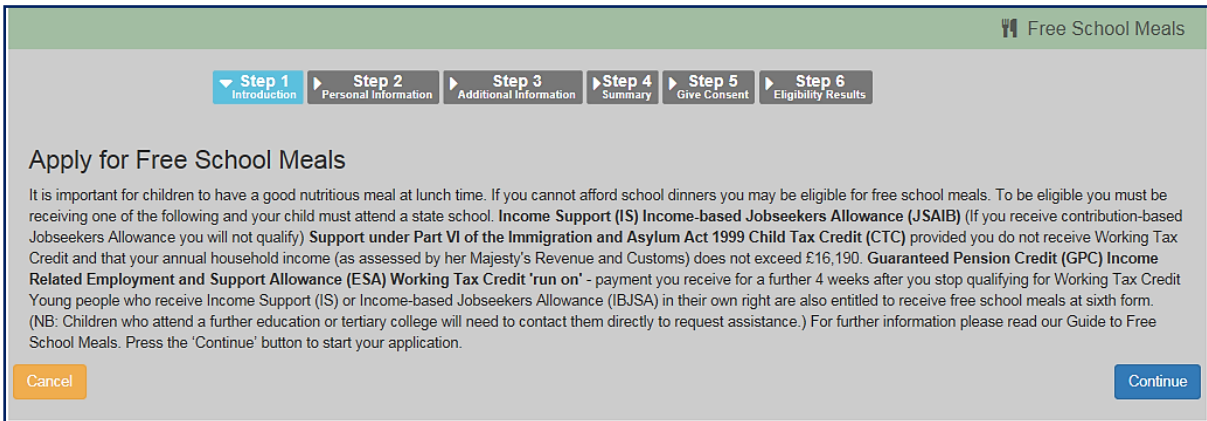 Free School Meals
Step 1 Step 2 Step 3 Step 4 Step 5 Step 6
Introduction Personal Information Additional Information Summary Give Consent Eligibility Results
Apply for Free School Meals
It is important for children to have a good nutritious meal at lunch time. If you cannot afford school dinners you may be eligible for free school meals. To be eligible you must be
receiving one of the following and your child must attend a state school. Income Support (IS) Income-based Jobseekers Allowance (JSAIB) (If you receive contribution-based
Jobseekers Allowance you will not qualify) Support under Part VI of the Immigration and Asylum Act 1999 Child Tax Credit (CTC) provided you do not receive Working Tax
Credit and that your annual household income (as assessed by her Majesty's Revenue and Customs) does not exceed £16,190. Guaranteed Pension Credit (GPC) Income
Related Employment and Support Allowance (ESA) Working Tax Credit 'run on' - payment you receive for a further 4 weeks after you stop qualifying for Working Tax Credit
Young people who receive Income Support (IS) or Income-based Jobseekers Allowance (IBJSA) in their own right are also entitled to receive free school meals at sixth form.
(NB: Children who attend a further education or tertiary college will need to contact them directly to request assistance.) For further information please read our Guide to Free
School Meals. Press the ‘Continue’ button to start your application.
Cancel Continue